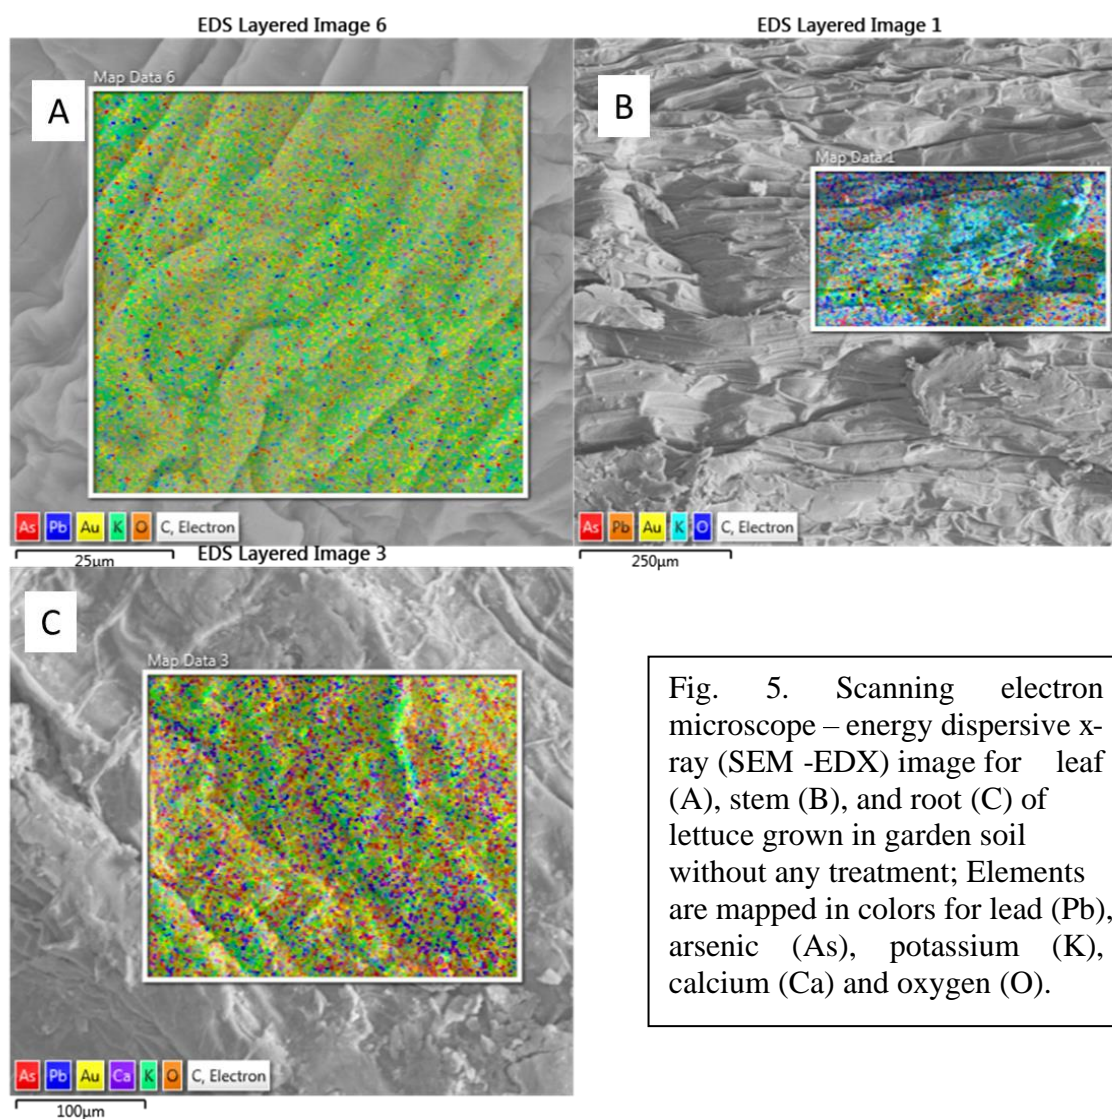 EDS Layered Image 6
A
Map Data 6
As Pb Au K O C, Electron
25μm
EDS Layered Image 1
B
Map Data 1
As Pb Au K O C, Electron
250μm
EDS Layered Image 3
C
Map Data 3
As Pb Au Ca K O C, Electron
100μm
Fig. 5. Scanning electron
microscope – energy dispersive x-
ray (SEM -EDX) image for leaf
(A), stem (B), and root (C) of
lettuce grown in garden soil
without any treatment; Elements
are mapped in colors for lead (Pb),
arsenic (As), potassium (K),
calcium (Ca) and oxygen (O).